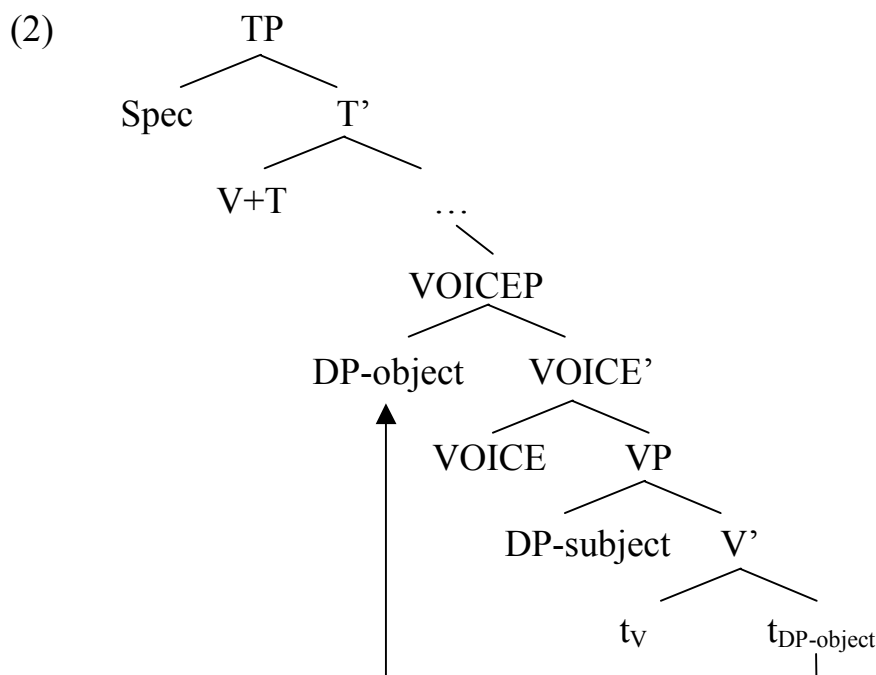 (2) TP
Spec T’
V+T …
VOICEP
DP-object VOICE’
VOICE VP
DP-subject V’
tV tDP-object